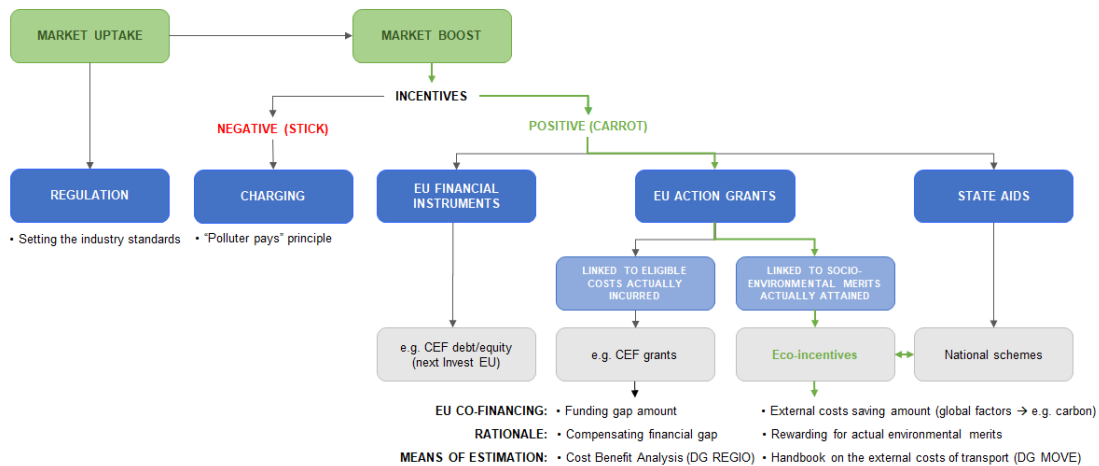 MARKET UPTAKE
MARKET BOOST
INCENTIVES
NEGATIVE (STICK)
POSITIVE (CARROT)
REGULATION
CHARGING
EU FINANCIAL
INSTRUMENTS
EU ACTION GRANTS
STATE AIDS
• Setting the industry standards
• “Polluter pays” principle
LINKED TO ELIGIBLE
COSTS ACTUALLY
INCURRED
LINKED TO SOCIO-
ENVIRONMENTAL MERITS
ACTUALLY ATTAINED
e.g. CEF debt/equity
(next Invest EU)
e.g. CEF grants
Eco-incentives
National schemes
EU CO-FINANCING: • Funding gap amount • External costs saving amount (global factors → e.g. carbon)
RATIONALE: • Compensating financial gap • Rewarding for actual environmental merits
MEANS OF ESTIMATION: • Cost Benefit Analysis (DG REGIO) • Handbook on the external costs of transport (DG MOVE)